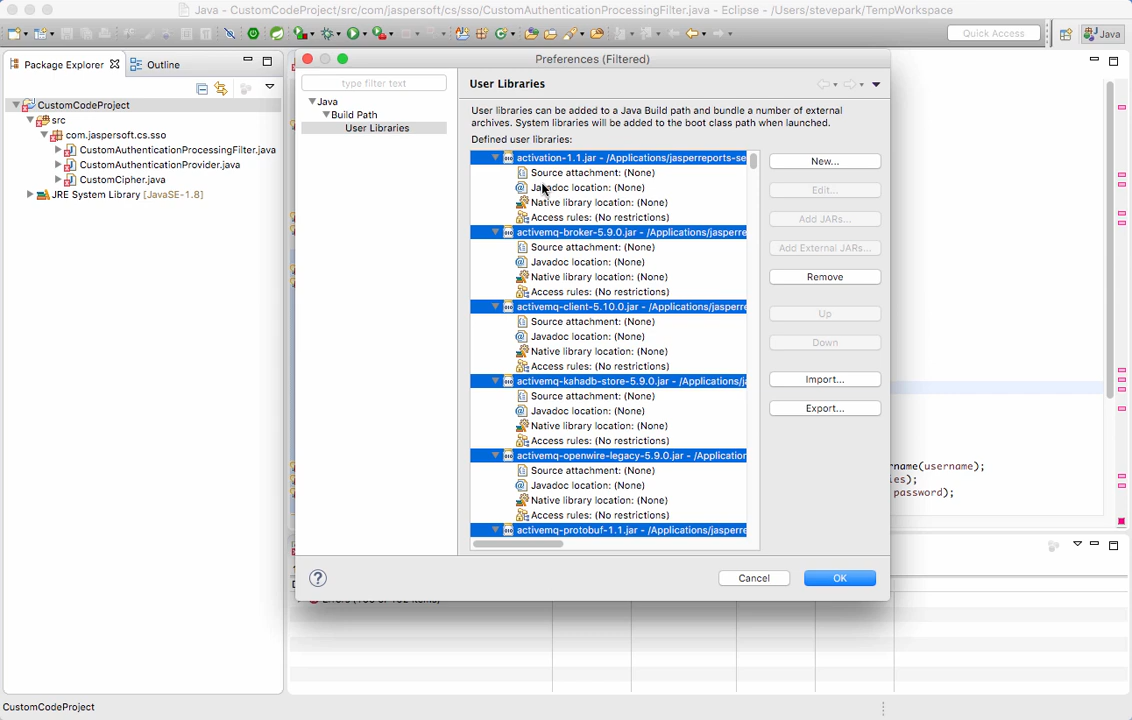 Java - CustomCodeProject/src/com/jaspersoft/cs/sso/CustomAuthenticationProcessingFilter.java - Eclipse - /Users/stevepark/TempWorkspace
Quick Access
Java
Package Explorer
Outline
CustomCodeProject
src
com.jaspersoft.cs.sso
CustomAuthenticationProcessingFilter.java
CustomAuthenticationProvider.java
CustomCipher.java
JRE System Library [JavaSE-1.8]
Preferences (Filtered)
type filter text
Java
Build Path
User Libraries
User Libraries
User libraries can be added to a Java Build path and bundle a number of external
archives. System libraries will be added to the boot class path when launched.
Defined user libraries:
activation-1.1.jar - /Applications/jasperreports-se
Source attachment: (None)
Javadoc location: (None)
Native library location: (None)
Access rules: (No restrictions)
activemq-broker-5.9.0.jar - /Applications/jasperre
Source attachment: (None)
Javadoc location: (None)
Native library location: (None)
Access rules: (No restrictions)
activemq-client-5.10.0.jar - /Applications/jasperre
Source attachment: (None)
Javadoc location: (None)
Native library location: (None)
Access rules: (No restrictions)
activemq-kahadb-store-5.9.0.jar - /Applications/j
Source attachment: (None)
Javadoc location: (None)
Native library location: (None)
Access rules: (No restrictions)
activemq-openwire-legacy-5.9.0.jar - /Application
Source attachment: (None)
Javadoc location: (None)
Native library location: (None)
Access rules: (No restrictions)
activemq-protobuf-1.1.jar - /Applications/jasperre
New...
Edit...
Add JARs...
Add External JARs...
Remove
Up
Down
Import...
Export...
?
Cancel
OK
rname(username);
ies);
password);
CustomCodeProject